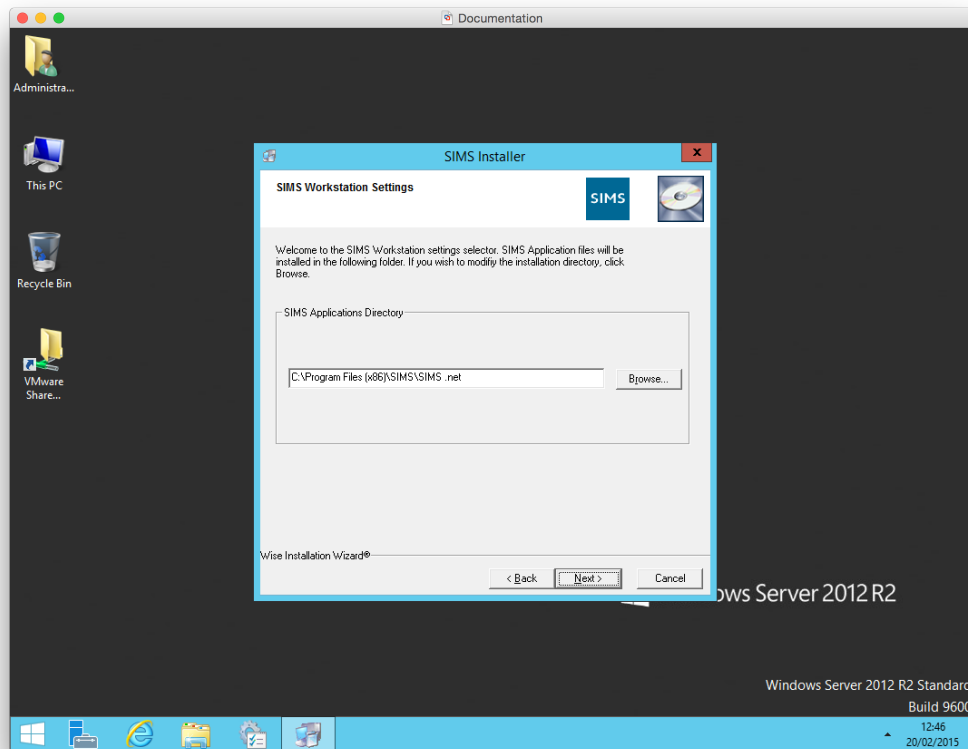 Documentation
Administra...
This PC
Recycle Bin
VMware
Share...
SIMS Installer
x
SIMS Workstation Settings
SIMS
Welcome to the SIMS Workstation settings selector. SIMS Application files will be
installed in the following folder. If you wish to modifiy the installation directory, click
Browse.
SIMS Applications Directory
C:\Program Files (x86)\SIMS\SIMS .net
Browse...
Wise Installation Wizard®
< Back
Next >
Cancel
ows Server 2012 R2
Windows Server 2012 R2 Standard
Build 9600
12:46
20/02/2015